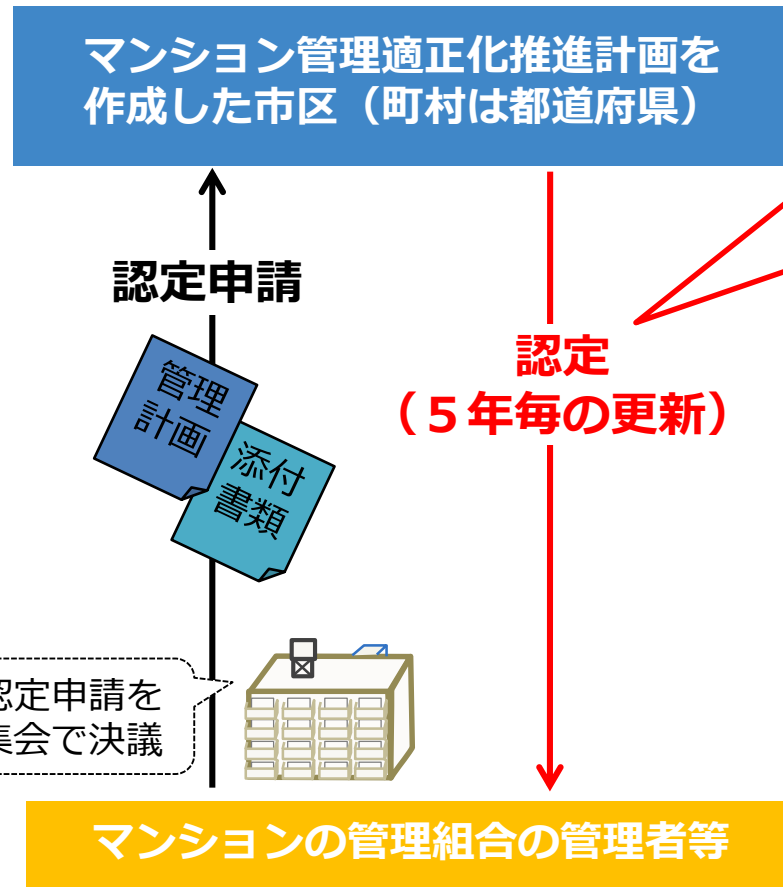 マンション管理適正化推進計画を
作成した市区（町村は都道府県）
認定申請
管理
計画
添付
書類
認定
（５年毎の更新）
認定申請を
集会で決議
マンションの管理組合の管理者等